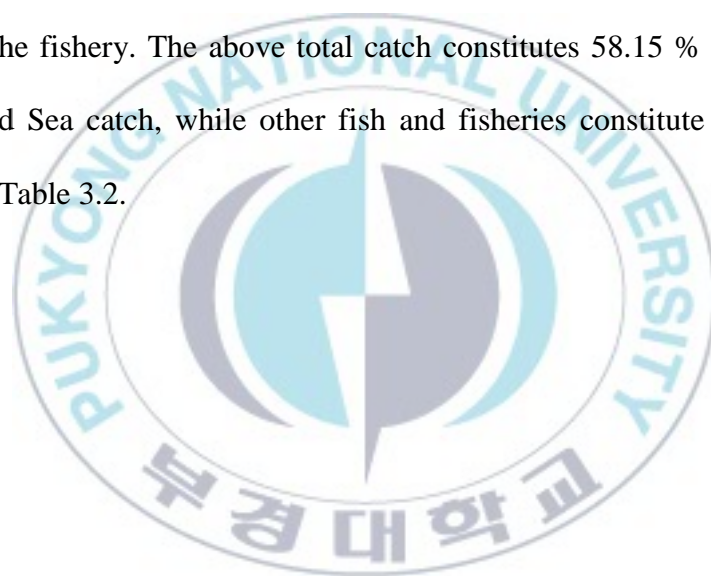 he fishery. The above total catch constitutes 58.15 %
d Sea catch, while other fish and fisheries constitute
Table 3.2.
PUKYONG NATIONAL UNIVERSITY
부경대학교